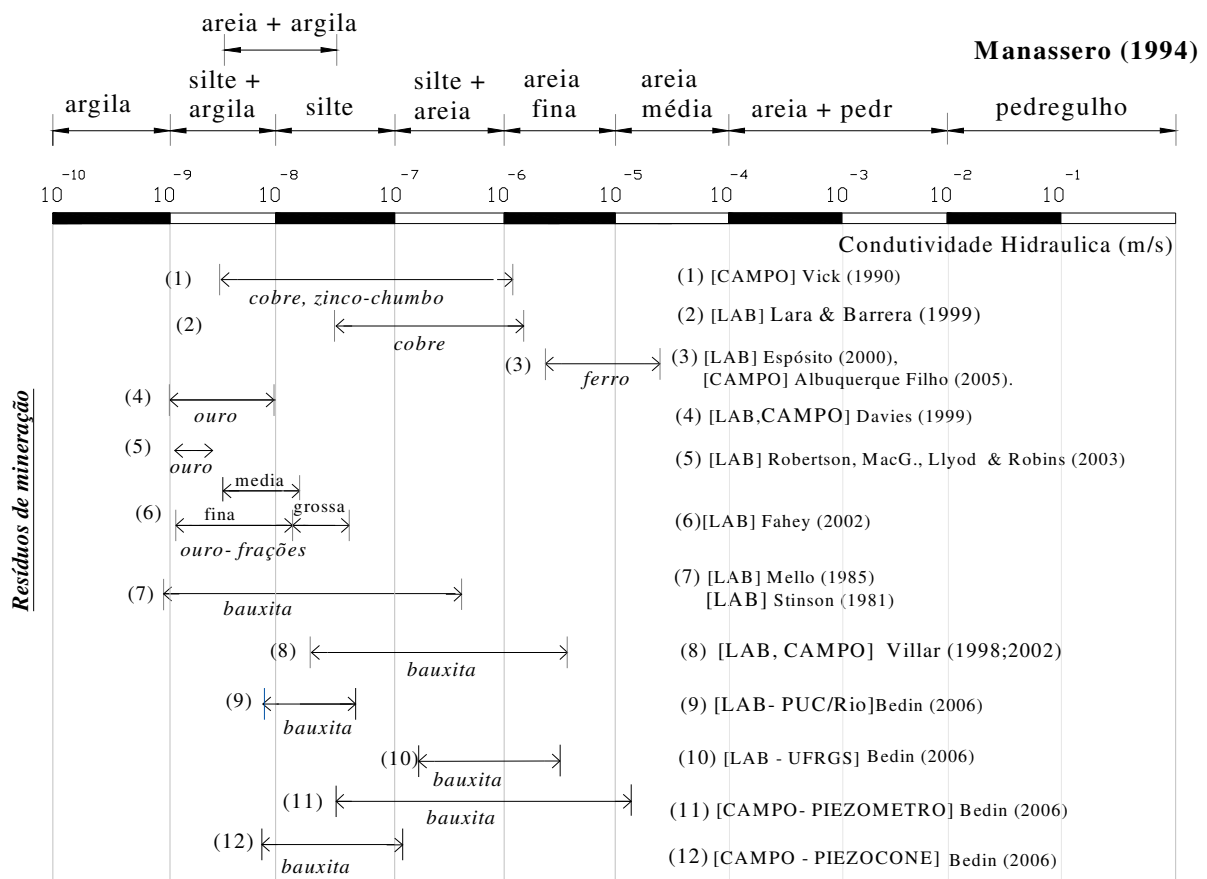 areia + argila
Manassero (1994)
argila
silte +
argila
silte
silte +
areia
areia
fina
areia
média
areia + pedr
pedregulho
10^-10 10^-9 10^-8 10^-7 10^-6 10^-5 10^-4 10^-3 10^-2 10^-1
Condutividade Hidraulica (m/s)
Resíduos de mineração
(1) cobre, zinco-chumbo
(1) [CAMPO] Vick (1990)
(2) cobre
(2) [LAB] Lara & Barrera (1999)
(3) ferro
(3) [LAB] Espósito (2000),
[CAMPO] Albuquerque Filho (2005).
(4) ouro
(4) [LAB,CAMPO] Davies (1999)
(5) ouro
(5) [LAB] Robertson, MacG., Llyod & Robins (2003)
media
(6) fina grossa
ouro- frações
(6)[LAB] Fahey (2002)
(7) bauxita
(7) [LAB] Mello (1985)
[LAB] Stinson (1981)
(8) bauxita
(8) [LAB, CAMPO] Villar (1998;2002)
(9) bauxita
(9) [LAB- PUC/Rio]Bedin (2006)
(10) bauxita
(10) [LAB - UFRGS] Bedin (2006)
(11) bauxita
(11) [CAMPO- PIEZOMETRO] Bedin (2006)
(12) bauxita
(12) [CAMPO - PIEZOCONE] Bedin (2006)